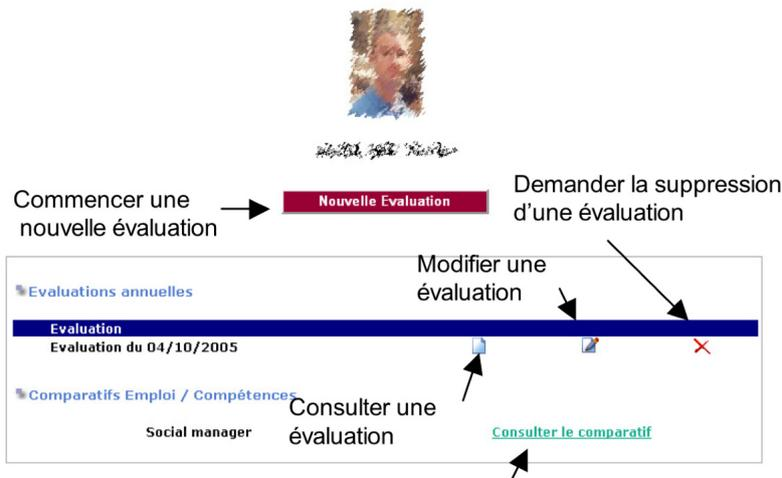 Commencer une
nouvelle évaluation
Nouvelle Evaluation
Demander la suppression
d'une évaluation
Modifier une
évaluation
Evaluations annuelles
Evaluation
Evaluation du 04/10/2005
Comparatifs Emploi / Compétences
Consulter une
évaluation
Social manager
Consulter le comparatif